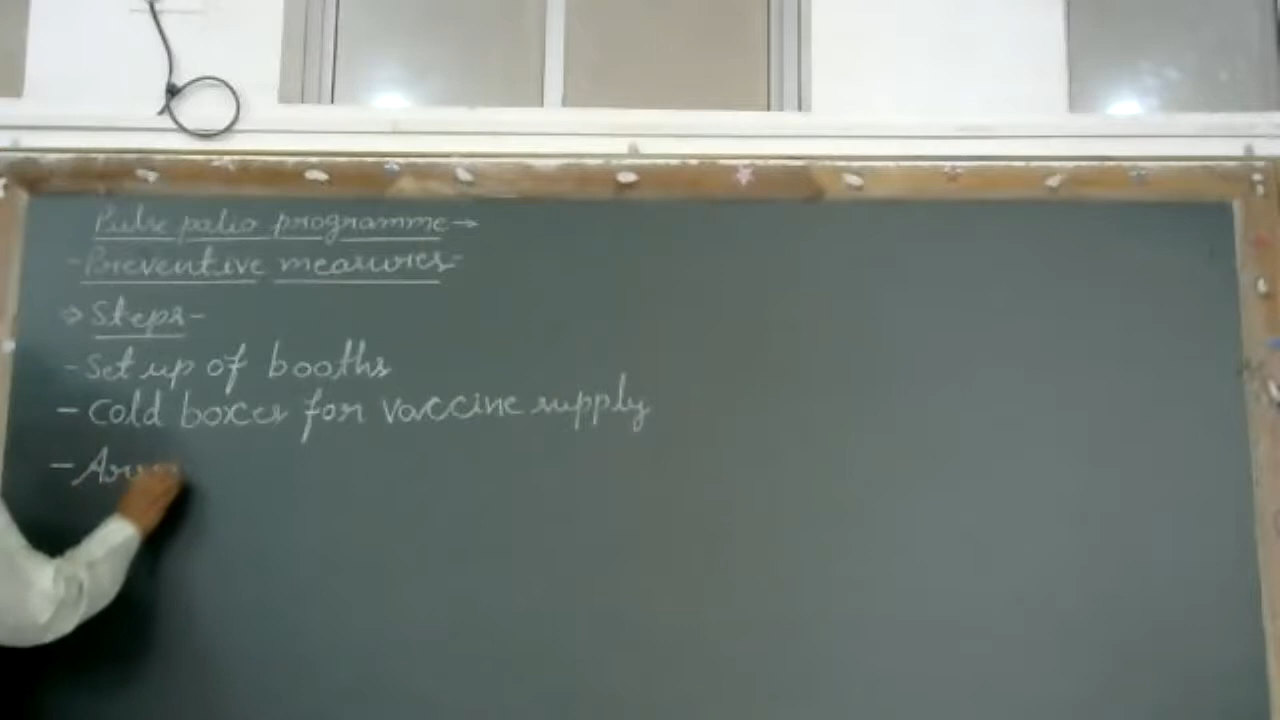 Pulse polio programme→
-Preventive measures-
⇒ Steps-
-Set up of booths
- Cold boxes for vaccine supply
-